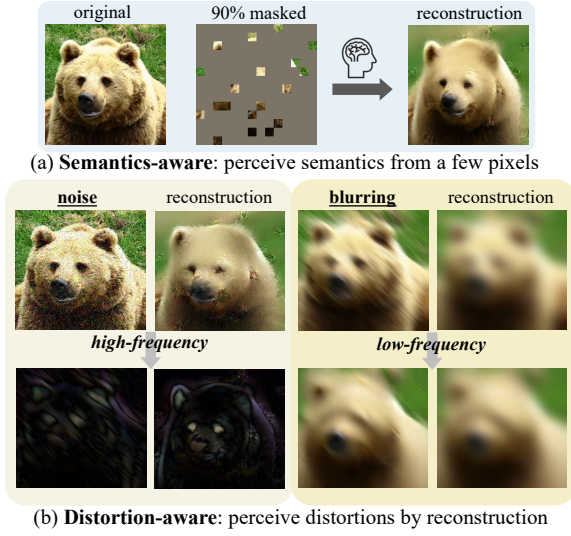 original 90% masked reconstruction
(a) Semantics-aware: perceive semantics from a few pixels
noise reconstruction blurring reconstruction
high-frequency low-frequency
(b) Distortion-aware: perceive distortions by reconstruction